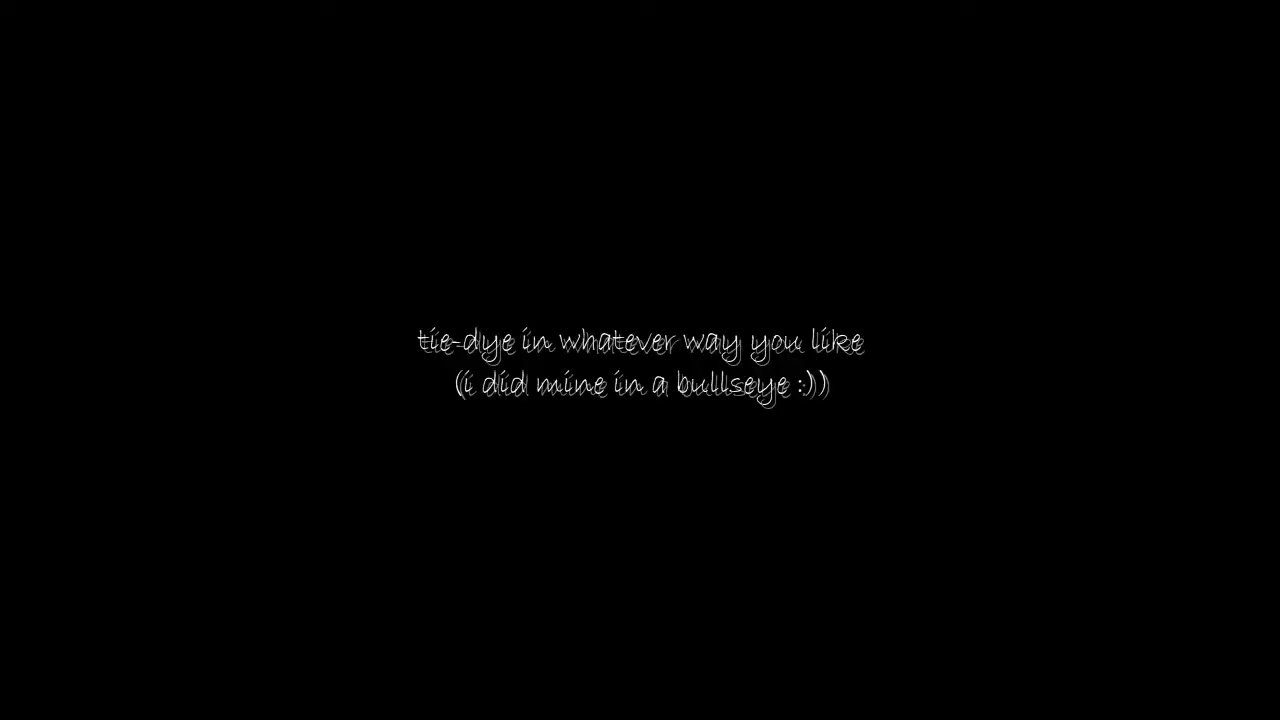 tie-dye in whatever way you like
(i did mine in a bullseye :))